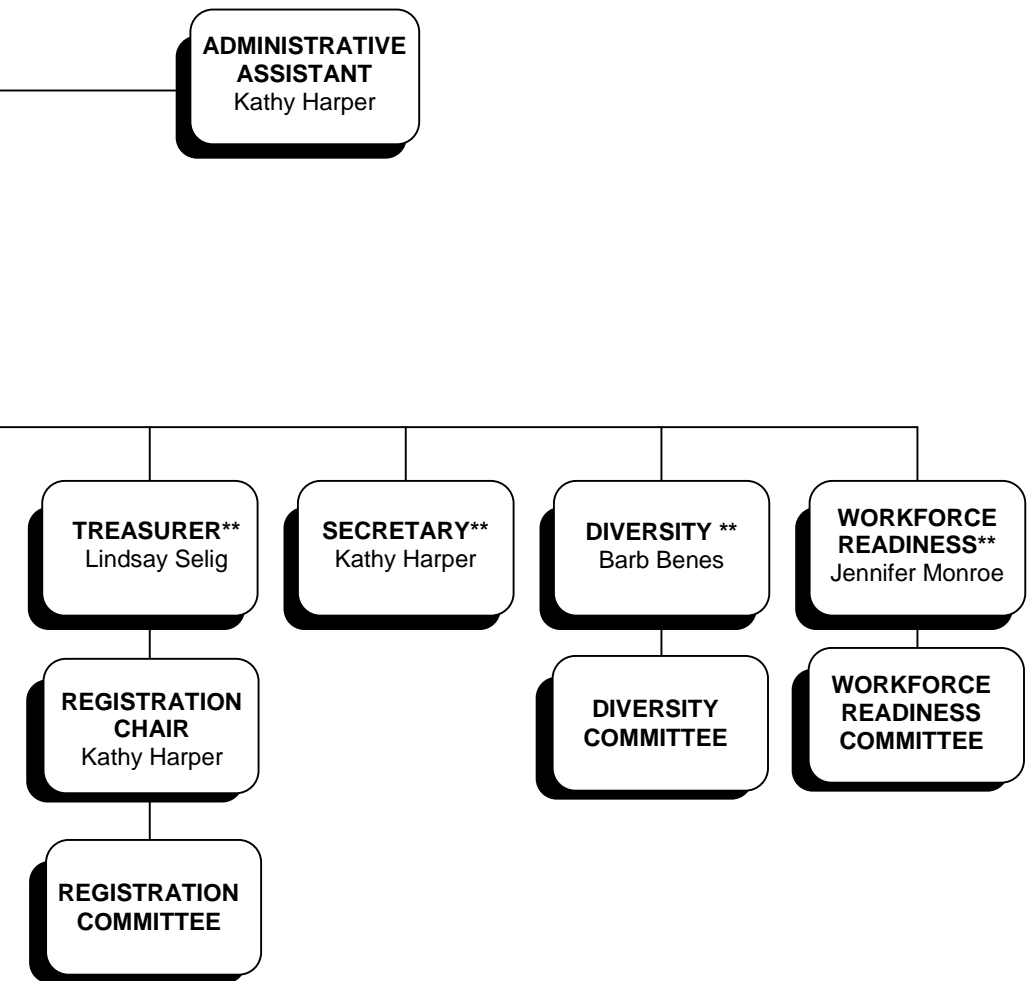 ADMINISTRATIVE
ASSISTANT
Kathy Harper
TREASURER**
Lindsay Selig
SECRETARY**
Kathy Harper
DIVERSITY **
Barb Benes
WORKFORCE
READINESS**
Jennifer Monroe
REGISTRATION
CHAIR
Kathy Harper
DIVERSITY
COMMITTEE
WORKFORCE
READINESS
COMMITTEE
REGISTRATION
COMMITTEE